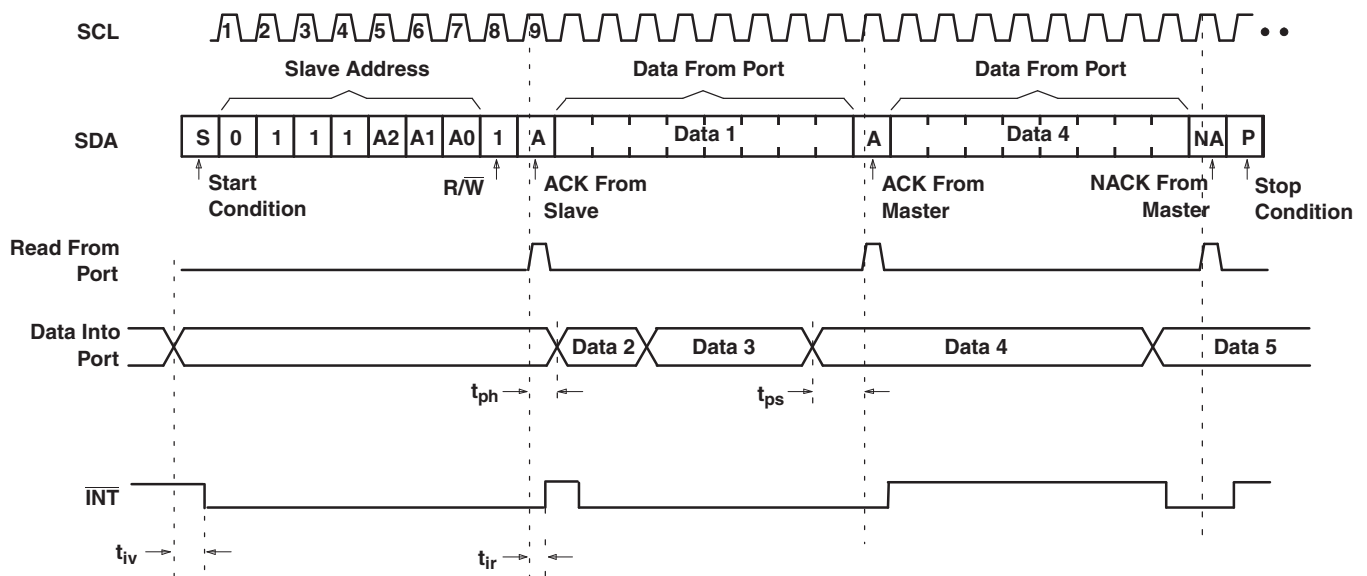 SCL 1 2 3 4 5 6 7 8 9
Slave Address Data From Port Data From Port
SDA S 0 1 1 1 A2 A1 A0 1 A Data 1 A Data 4 NA P
Start
Condition
R/W̅
ACK From
Slave
ACK From
Master
NACK From
Master
Stop
Condition
Read From
Port
Data Into
Port
Data 2 Data 3 Data 4 Data 5
tph tps
I̅N̅T̅
tiv tir